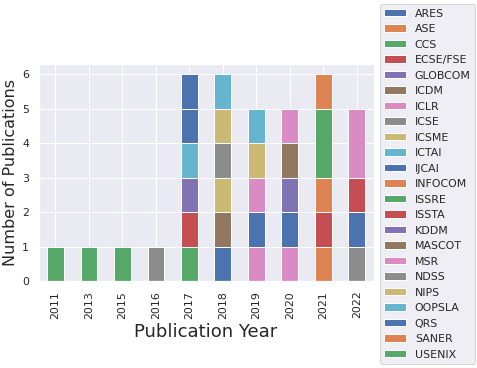 Number of Publications
6
5
4
3
2
1
0
2011
2013
2015
2016
2017
2018
2019
2020
2021
2022
Publication Year
ARES
ASE
CCS
ECSE/FSE
GLOBCOM
ICDM
ICLR
ICSE
ICSME
ICTAI
IJCAI
INFOCOM
ISSRE
ISSTA
KDDM
MASCOT
MSR
NDSS
NIPS
OOPSLA
QRS
SANER
USENIX